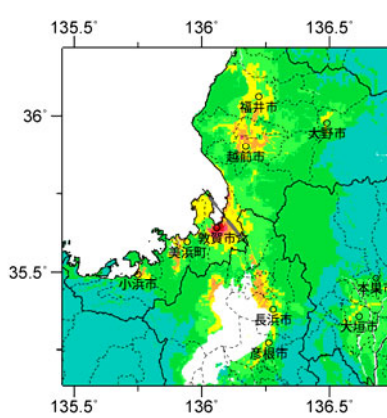 135.5゜ 136゜ 136.5゜
36゜
福井市
大野市
越前市
敦賀市
美浜町
35.5゜
小浜市
本巣市
長浜市
大垣市
彦根市
135.5゜ 136゜ 136.5゜